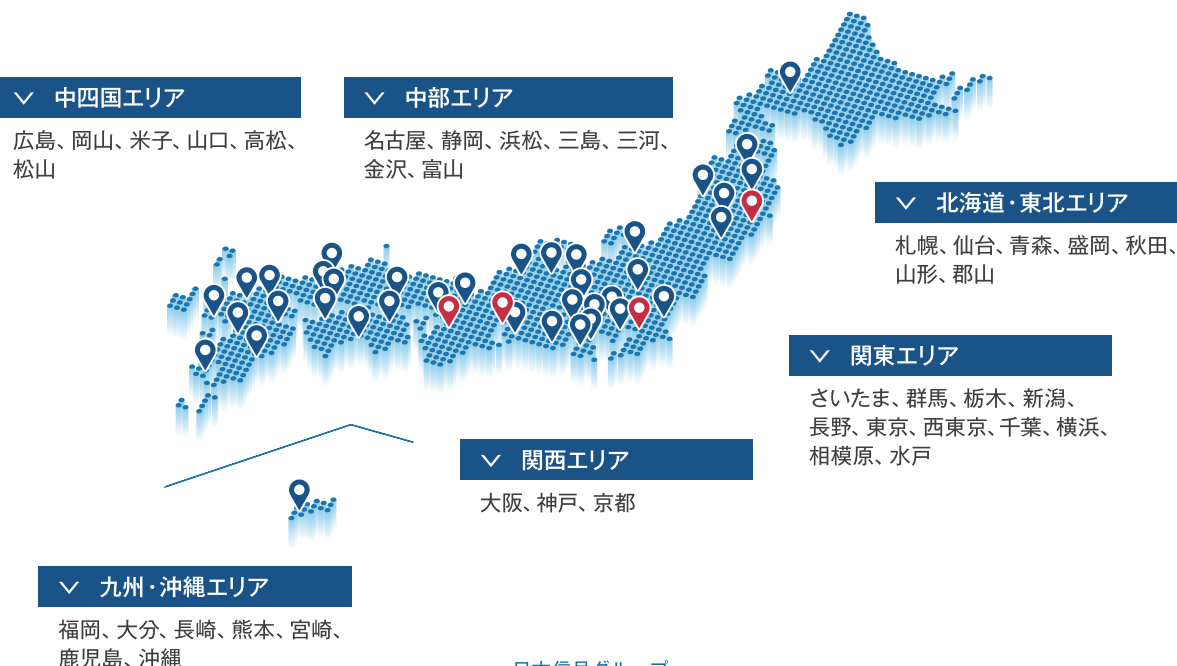 中四国エリア
広島、岡山、米子、山口、高松、
松山
中部エリア
名古屋、静岡、浜松、三島、三河、
金沢、富山
北海道・東北エリア
札幌、仙台、青森、盛岡、秋田、
山形、郡山
関東エリア
さいたま、群馬、栃木、新潟、
長野、東京、西東京、千葉、横浜、
相模原、水戸
関西エリア
大阪、神戸、京都
九州・沖縄エリア
福岡、大分、長崎、熊本、宮崎、
鹿児島、沖縄